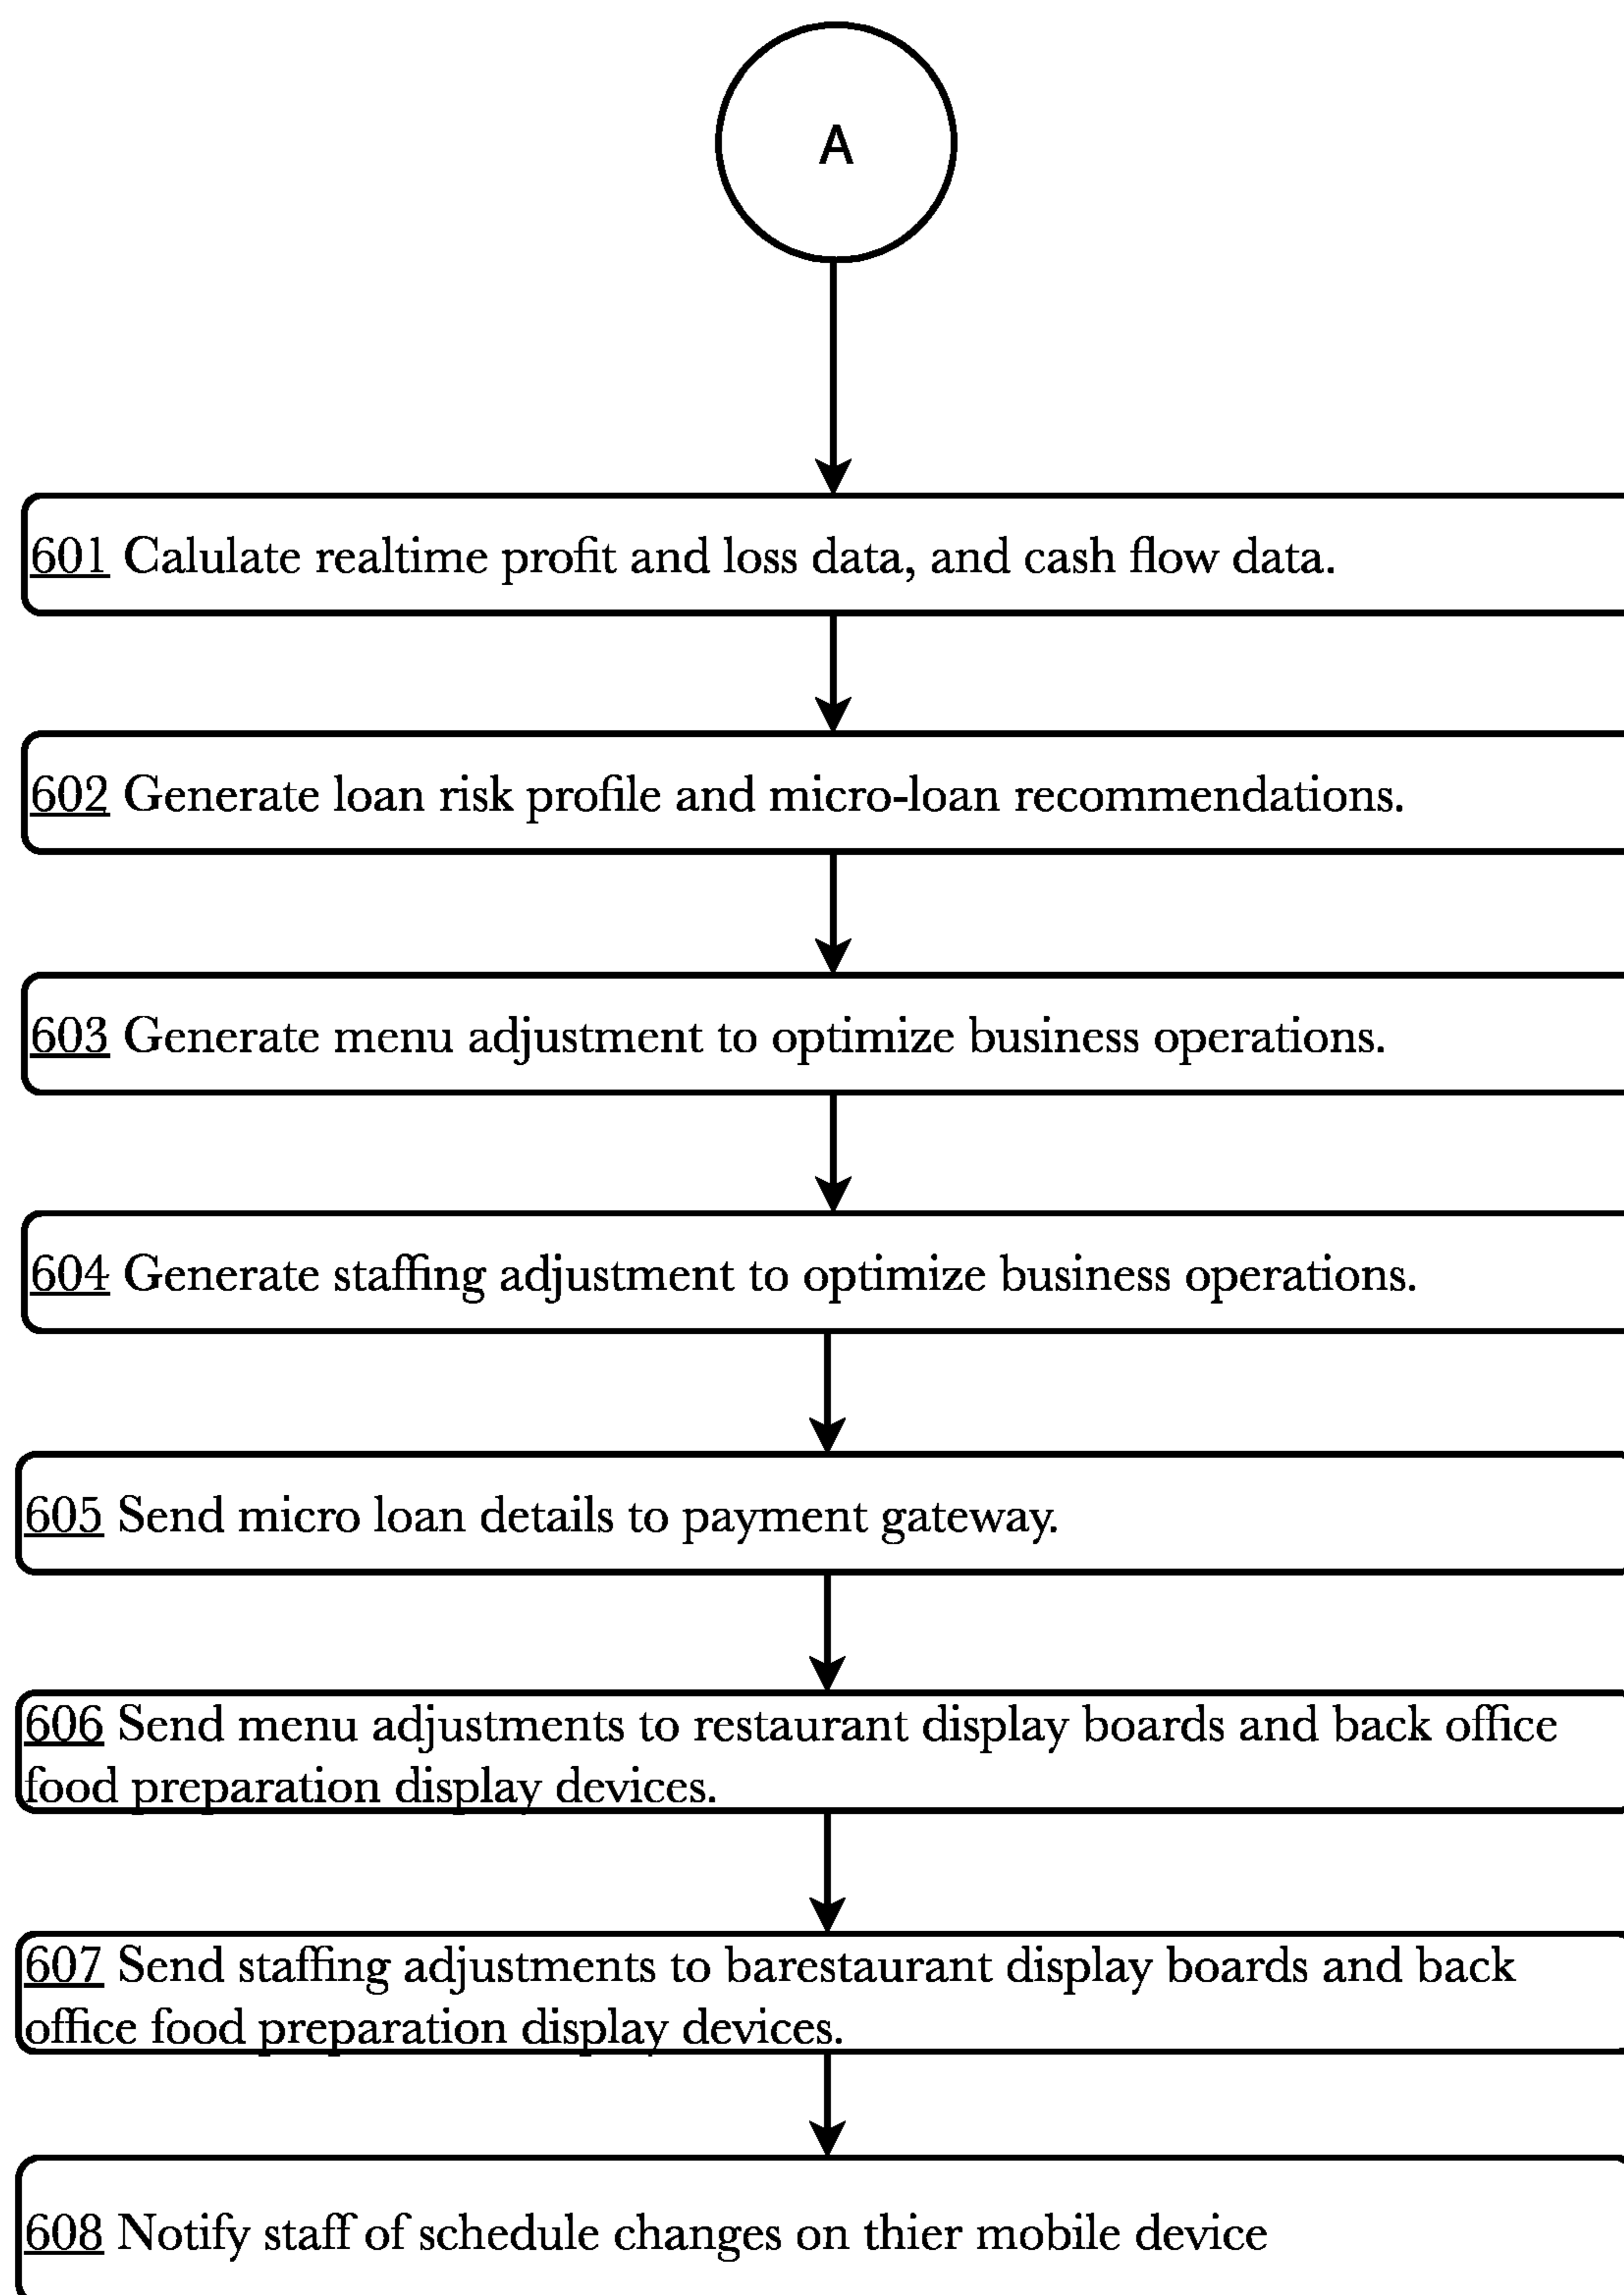 A
601 Calulate realtime profit and loss data, and cash flow data.
602 Generate loan risk profile and micro-loan recommendations.
603 Generate menu adjustment to optimize business operations.
604 Generate staffing adjustment to optimize business operations.
605 Send micro loan details to payment gateway.
606 Send menu adjustments to restaurant display boards and back office
food preparation display devices.
607 Send staffing adjustments to barestaurant display boards and back
office food preparation display devices.
608 Notify staff of schedule changes on thier mobile device